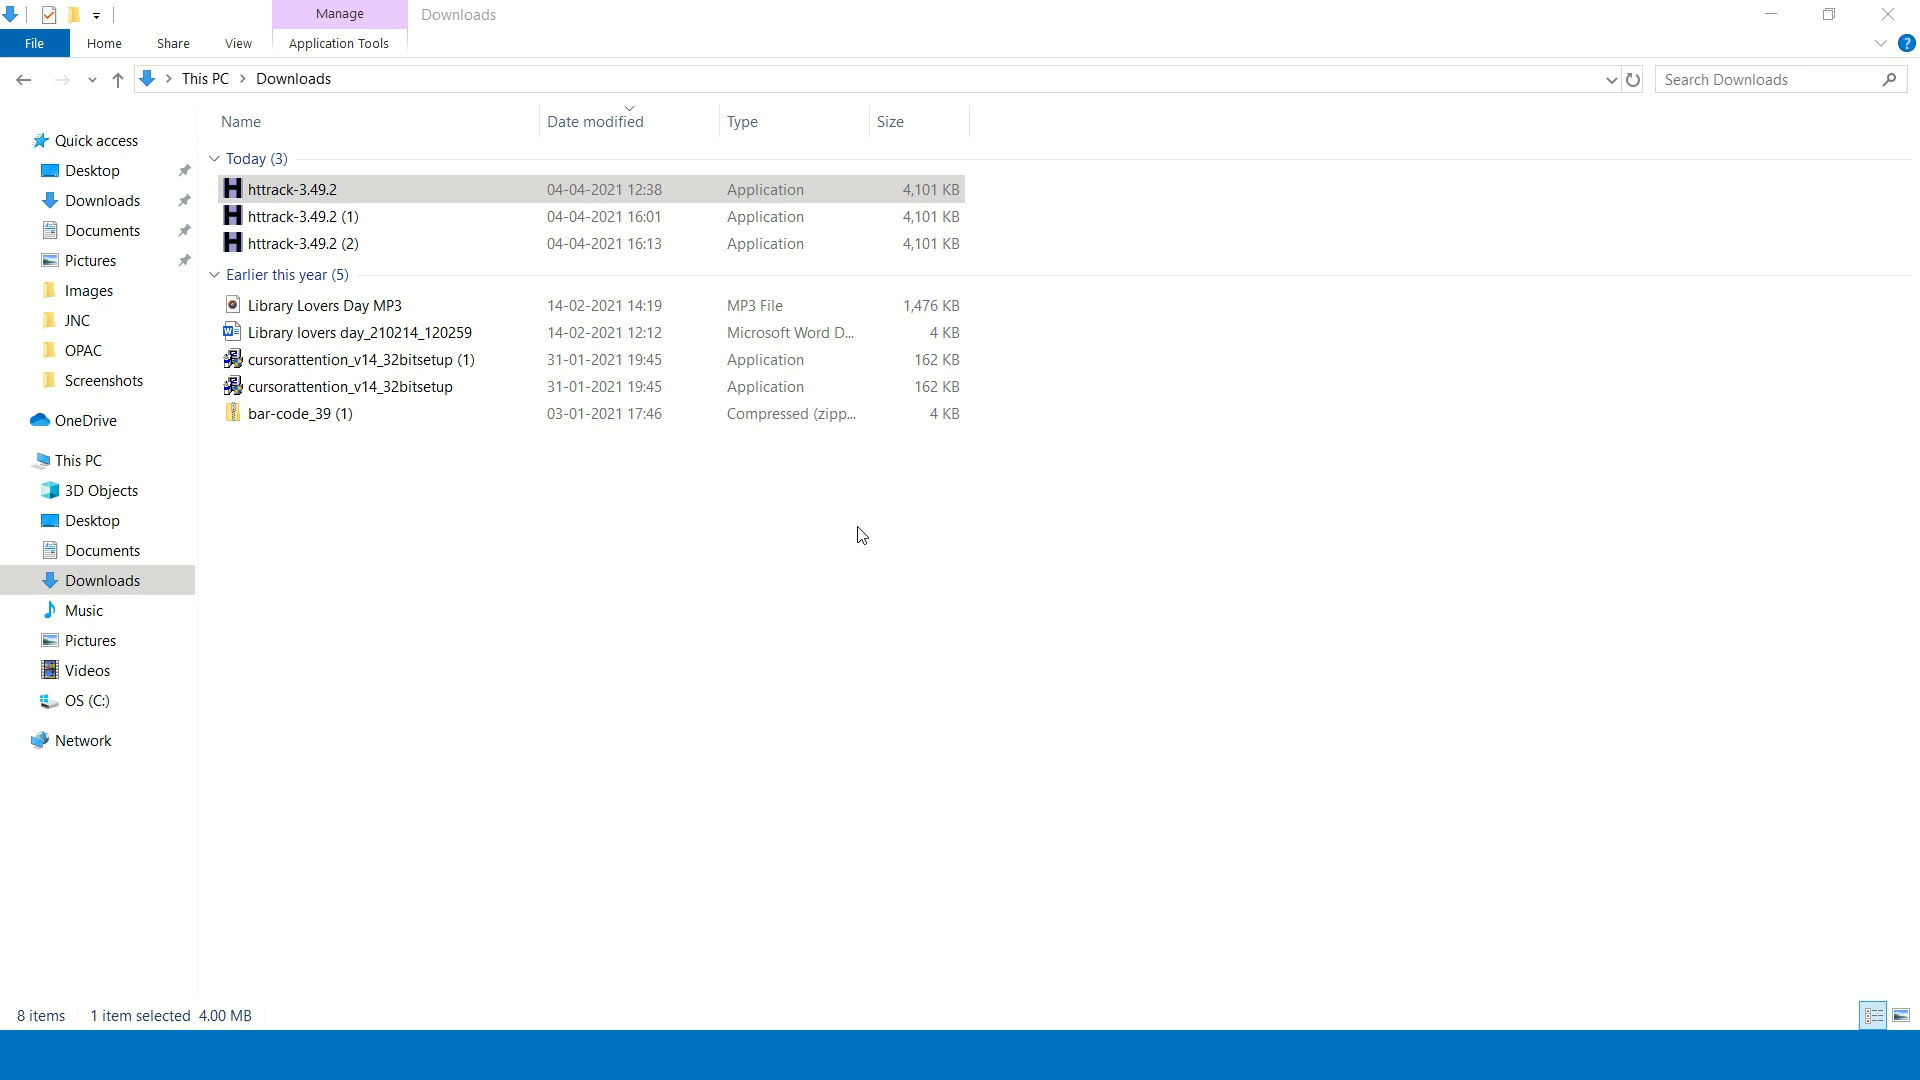 Manage
Downloads
File
Home
Share
View
Application Tools
?
This PC > Downloads
Search Downloads
Name
Date modified
Type
Size
Quick access
Desktop
Downloads
Documents
Pictures
Images
JNC
OPAC
Screenshots
OneDrive
This PC
3D Objects
Desktop
Documents
Downloads
Music
Pictures
Videos
OS (C:)
Network
Today (3)
httrack-3.49.2 04-04-2021 12:38 Application 4,101 KB
httrack-3.49.2 (1) 04-04-2021 16:01 Application 4,101 KB
httrack-3.49.2 (2) 04-04-2021 16:13 Application 4,101 KB
Earlier this year (5)
Library Lovers Day MP3 14-02-2021 14:19 MP3 File 1,476 KB
Library lovers day_210214_120259 14-02-2021 12:12 Microsoft Word D... 4 KB
cursorattention_v14_32bitsetup (1) 31-01-2021 19:45 Application 162 KB
cursorattention_v14_32bitsetup 31-01-2021 19:45 Application 162 KB
bar-code_39 (1) 03-01-2021 17:46 Compressed (zipp... 4 KB
8 items 1 item selected 4.00 MB